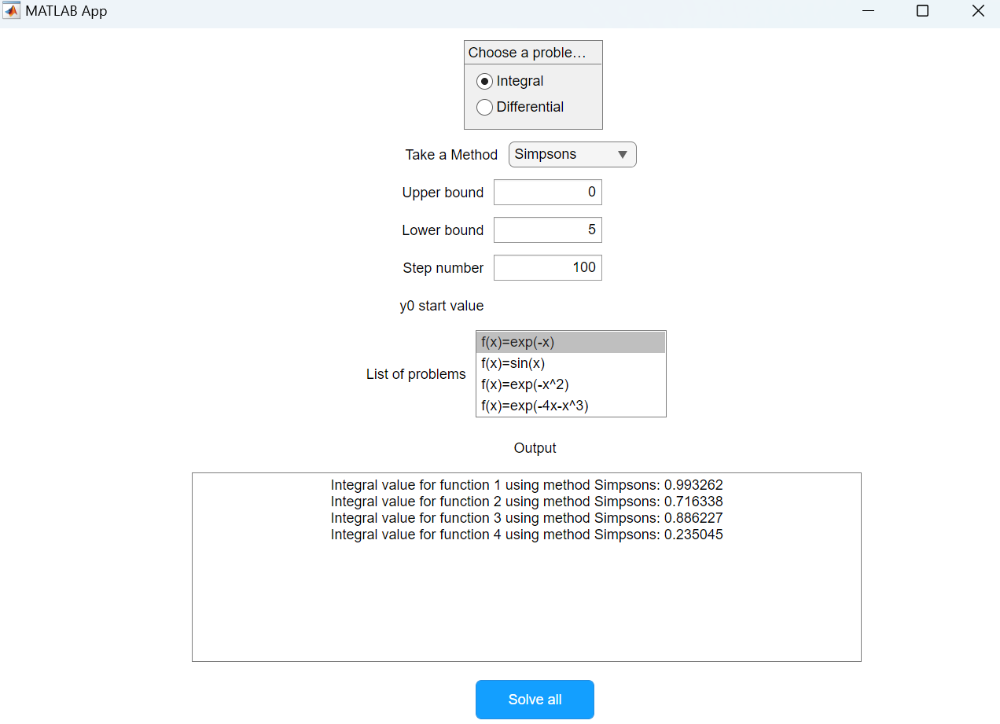 MATLAB App
Choose a proble...
Integral
Differential
Take a Method Simpsons
Upper bound 0
Lower bound 5
Step number 100
y0 start value
List of problems
f(x)=exp(-x)
f(x)=sin(x)
f(x)=exp(-x^2)
f(x)=exp(-4x-x^3)
Output
Integral value for function 1 using method Simpsons: 0.993262
Integral value for function 2 using method Simpsons: 0.716338
Integral value for function 3 using method Simpsons: 0.886227
Integral value for function 4 using method Simpsons: 0.235045
Solve all